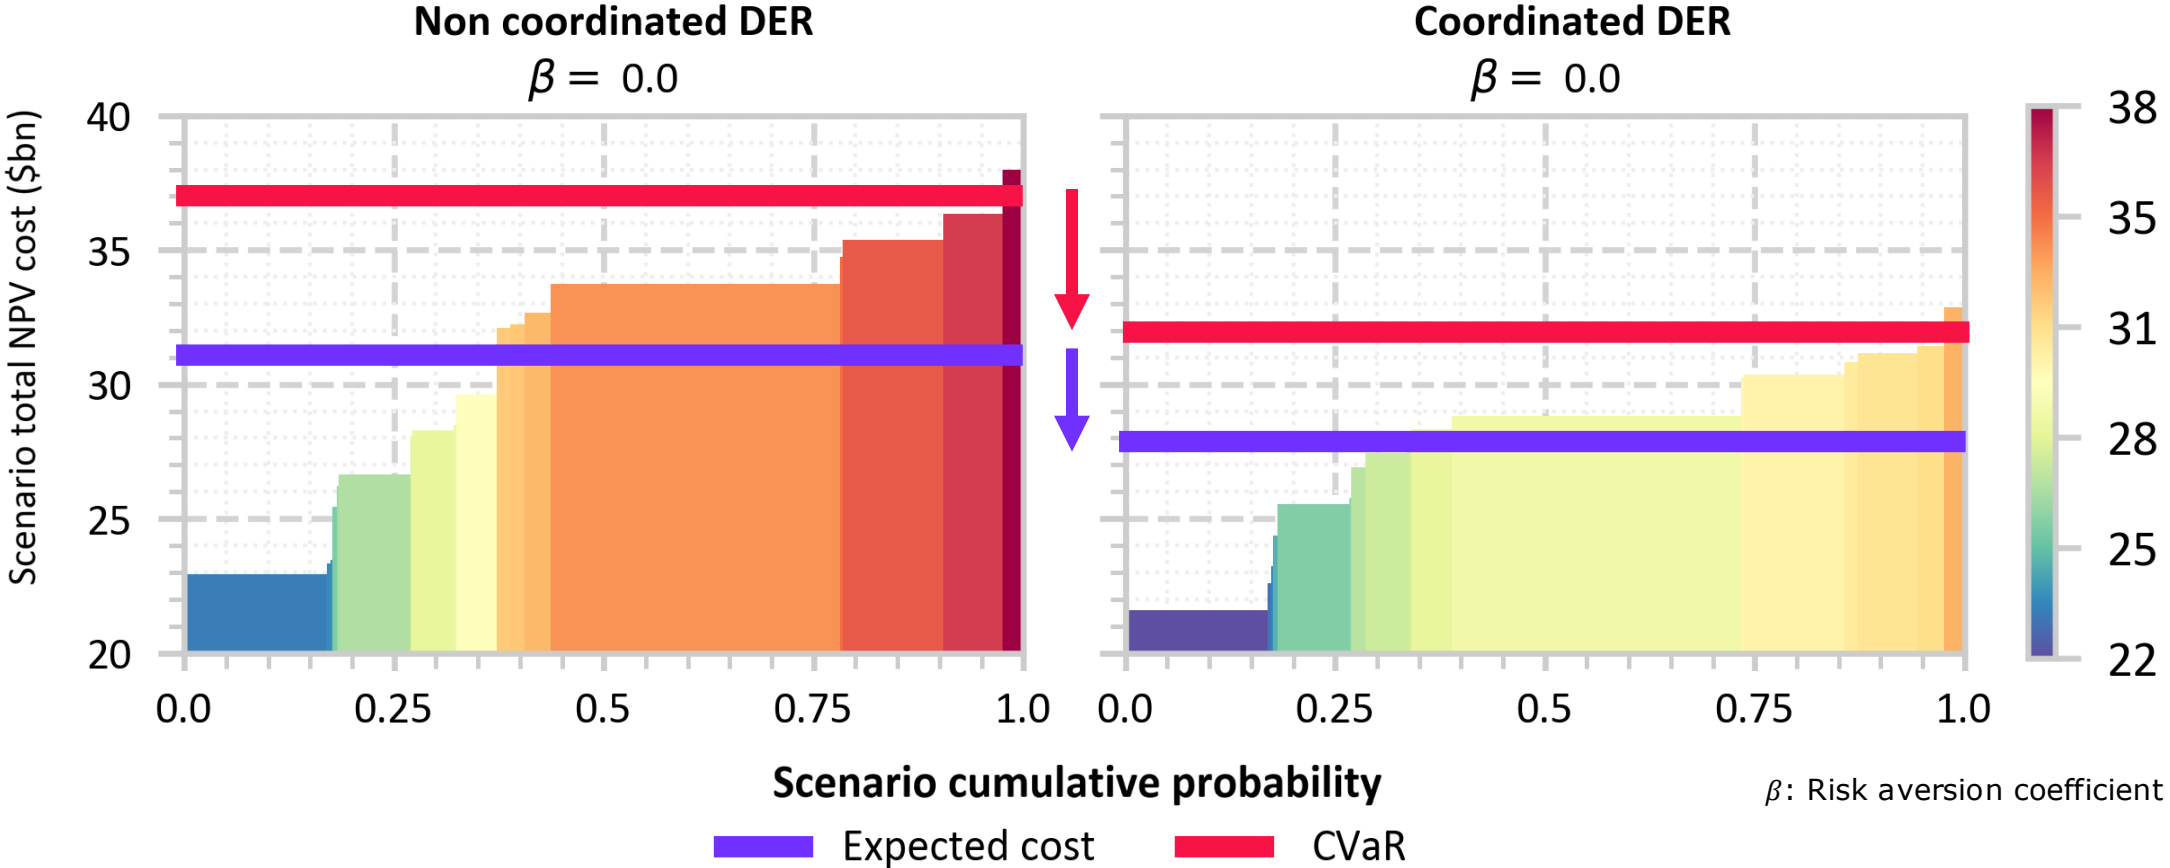 Non coordinated DER
β = 0.0
Coordinated DER
β = 0.0
Scenario total NPV cost ($bn)
40
35
30
25
20
0.0 0.25 0.5 0.75 1.0
0.0 0.25 0.5 0.75 1.0
38
35
31
28
25
22
Scenario cumulative probability
β: Risk aversion coefficient
Expected cost
CVaR